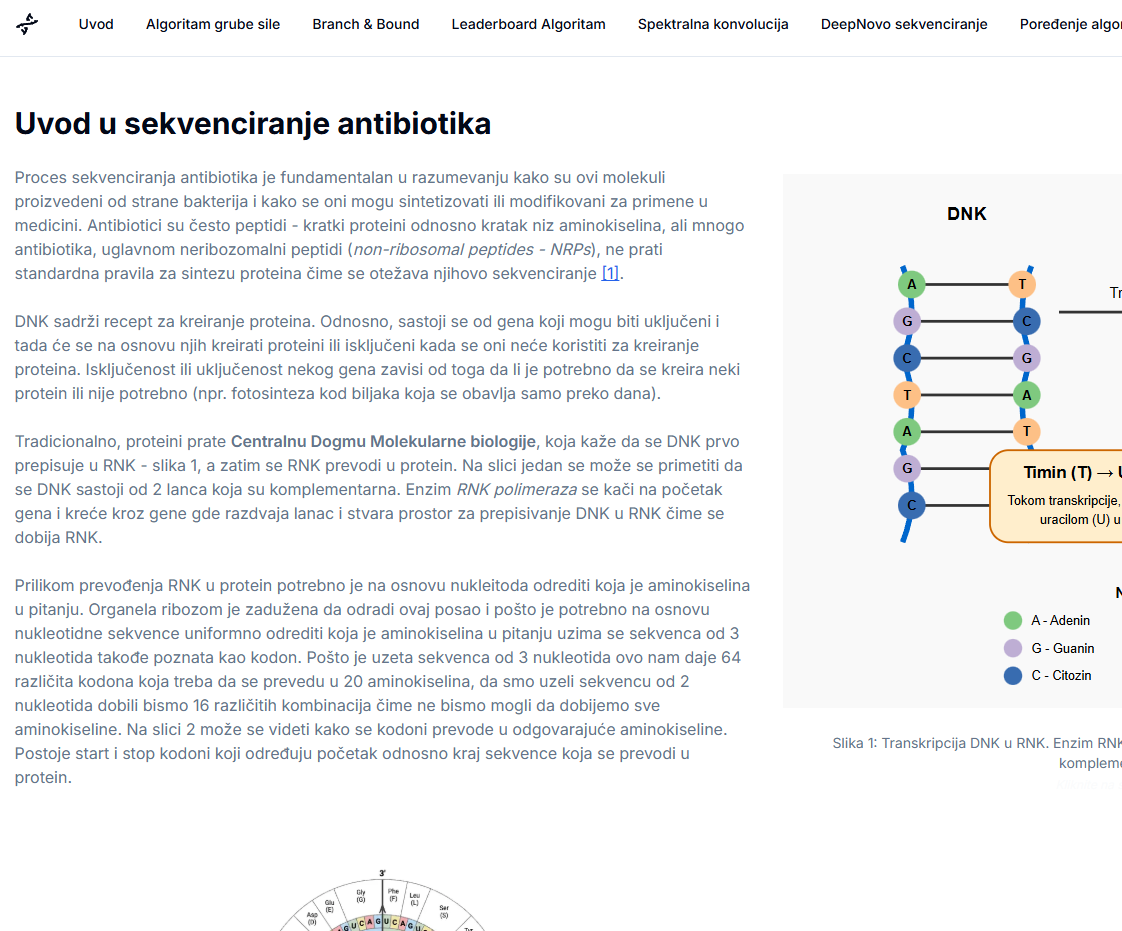 Uvod
Algoritam grube sile
Branch & Bound
Leaderboard Algoritam
Spektralna konvolucija
DeepNovo sekvenciranje
Poređenje algor
Uvod u sekvenciranje antibiotika
Proces sekvenciranja antibiotika je fundamentalan u razumevanju kako su ovi molekuli
proizvedeni od strane bakterija i kako se oni mogu sintetizovati ili modifikovani za primene u
medicini. Antibiotici su često peptidi - kratki proteini odnosno kratak niz aminokiselina, ali mnogo
antibiotika, uglavnom neribozomalni peptidi (non-ribosomal peptides - NRPs), ne prati
standardna pravila za sintezu proteina čime se otežava njihovo sekvenciranje [1].
DNK sadrži recept za kreiranje proteina. Odnosno, sastoji se od gena koji mogu biti uključeni i
tada će se na osnovu njih kreirati proteini ili isključeni kada se oni neće koristiti za kreiranje
proteina. Isključenost ili uključenost nekog gena zavisi od toga da li je potrebno da se kreira neki
protein ili nije potrebno (npr. fotosinteza kod biljaka koja se obavlja samo preko dana).
Tradicionalno, proteini prate Centralnu Dogmu Molekularne biologije, koja kaže da se DNK prvo
prepisuje u RNK - slika 1, a zatim se RNK prevodi u protein. Na slici jedan se može se primetiti da
se DNK sastoji od 2 lanca koja su komplementarna. Enzim RNK polimeraza se kači na početak
gena i kreće kroz gene gde razdvaja lanac i stvara prostor za prepisivanje DNK u RNK čime se
dobija RNK.
Prilikom prevođenja RNK u protein potrebno je na osnovu nukleitoda odrediti koja je aminokiselina
u pitanju. Organela ribozom je zadužena da odradi ovaj posao i pošto je potrebno na osnovu
nukleotidne sekvence uniformno odrediti koja je aminokiselina u pitanju uzima se sekvenca od 3
nukleotida takođe poznata kao kodon. Pošto je uzeta sekvenca od 3 nukleotida ovo nam daje 64
različita kodona koja treba da se prevedu u 20 aminokiselina, da smo uzeli sekvencu od 2
nukleotida dobili bismo 16 različitih kombinacija čime ne bismo mogli da dobijemo sve
aminokiseline. Na slici 2 može se videti kako se kodoni prevode u odgovarajuće aminokiseline.
Postoje start i stop kodoni koji određuju početak odnosno kraj sekvence koja se prevodi u
protein.
DNK
A T
G C
C G
T A
A T
G
C
Tr
Timin (T) → U
Tokom transkripcije,
uracilom (U) u
N
A - Adenin
G - Guanin
C - Citozin
Slika 1: Transkripcija DNK u RNK. Enzim RNK
kompleme
3'
Gly
(G)
Phe
(F)
Leu
(L)
Glu
(E)
Ser
(S)
Asp
(D)
G U C A G U C A G U